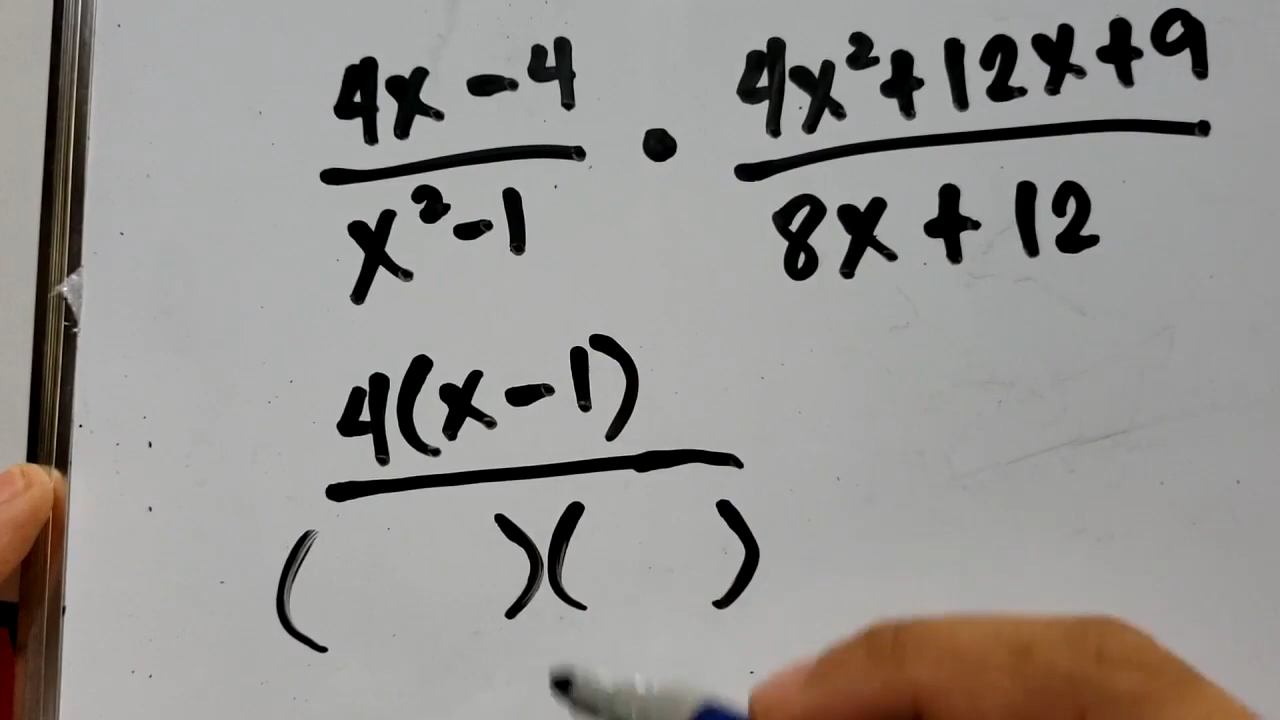 4x - 4 · 4x² + 12x + 9
x² - 1 8x + 12
4(x - 1)
( )( )